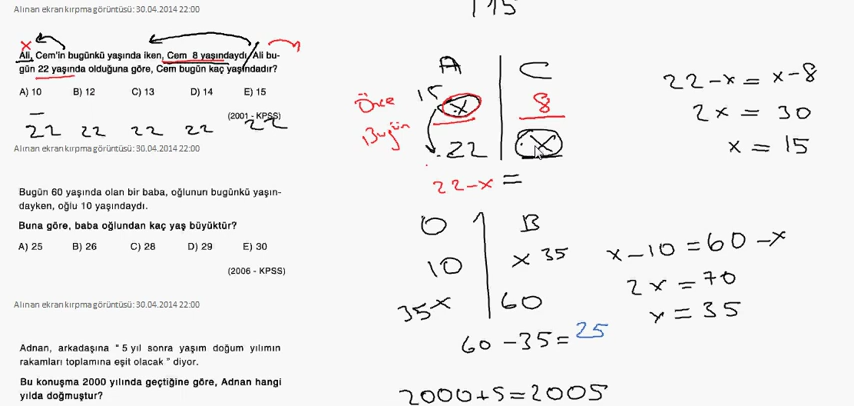 Alınan ekran kırpma görüntüsü: 30.04.2014 22:00
Ali, Cem'in bugünkü yaşında iken, Cem 8 yaşındaydı. Ali bu-
gün 22 yaşında olduğuna göre, Cem bugün kaç yaşındadır?
A) 10 B) 12 C) 13 D) 14 E) 15
(2001 - KPSS)
22 22 22 22 22
Alınan ekran kırpma görüntüsü: 30.04.2014 22:00
Bugün 60 yaşında olan bir baba, oğlunun bugünkü yaşın-
dayken, oğlu 10 yaşındaydı.
Buna göre, baba oğlundan kaç yaş büyüktür?
A) 25 B) 26 C) 28 D) 29 E) 30
(2006 - KPSS)
Alınan ekran kırpma görüntüsü: 30.04.2014 22:00
Adnan, arkadaşına " 5 yıl sonra yaşım doğum yılımın
rakamları toplamına eşit olacak " diyor.
Bu konuşma 2000 yılında geçtiğine göre, Adnan hangi
yılda doğmuştur?
A C
Önce 15 x 8
Bugün 22 x
22-x =
22-x = x-8
2x = 30
x = 15
O B
10 x 35
35 x 60
x-10 = 60-x
2x = 70
x = 35
60-35 = 25
2000+5 = 2005